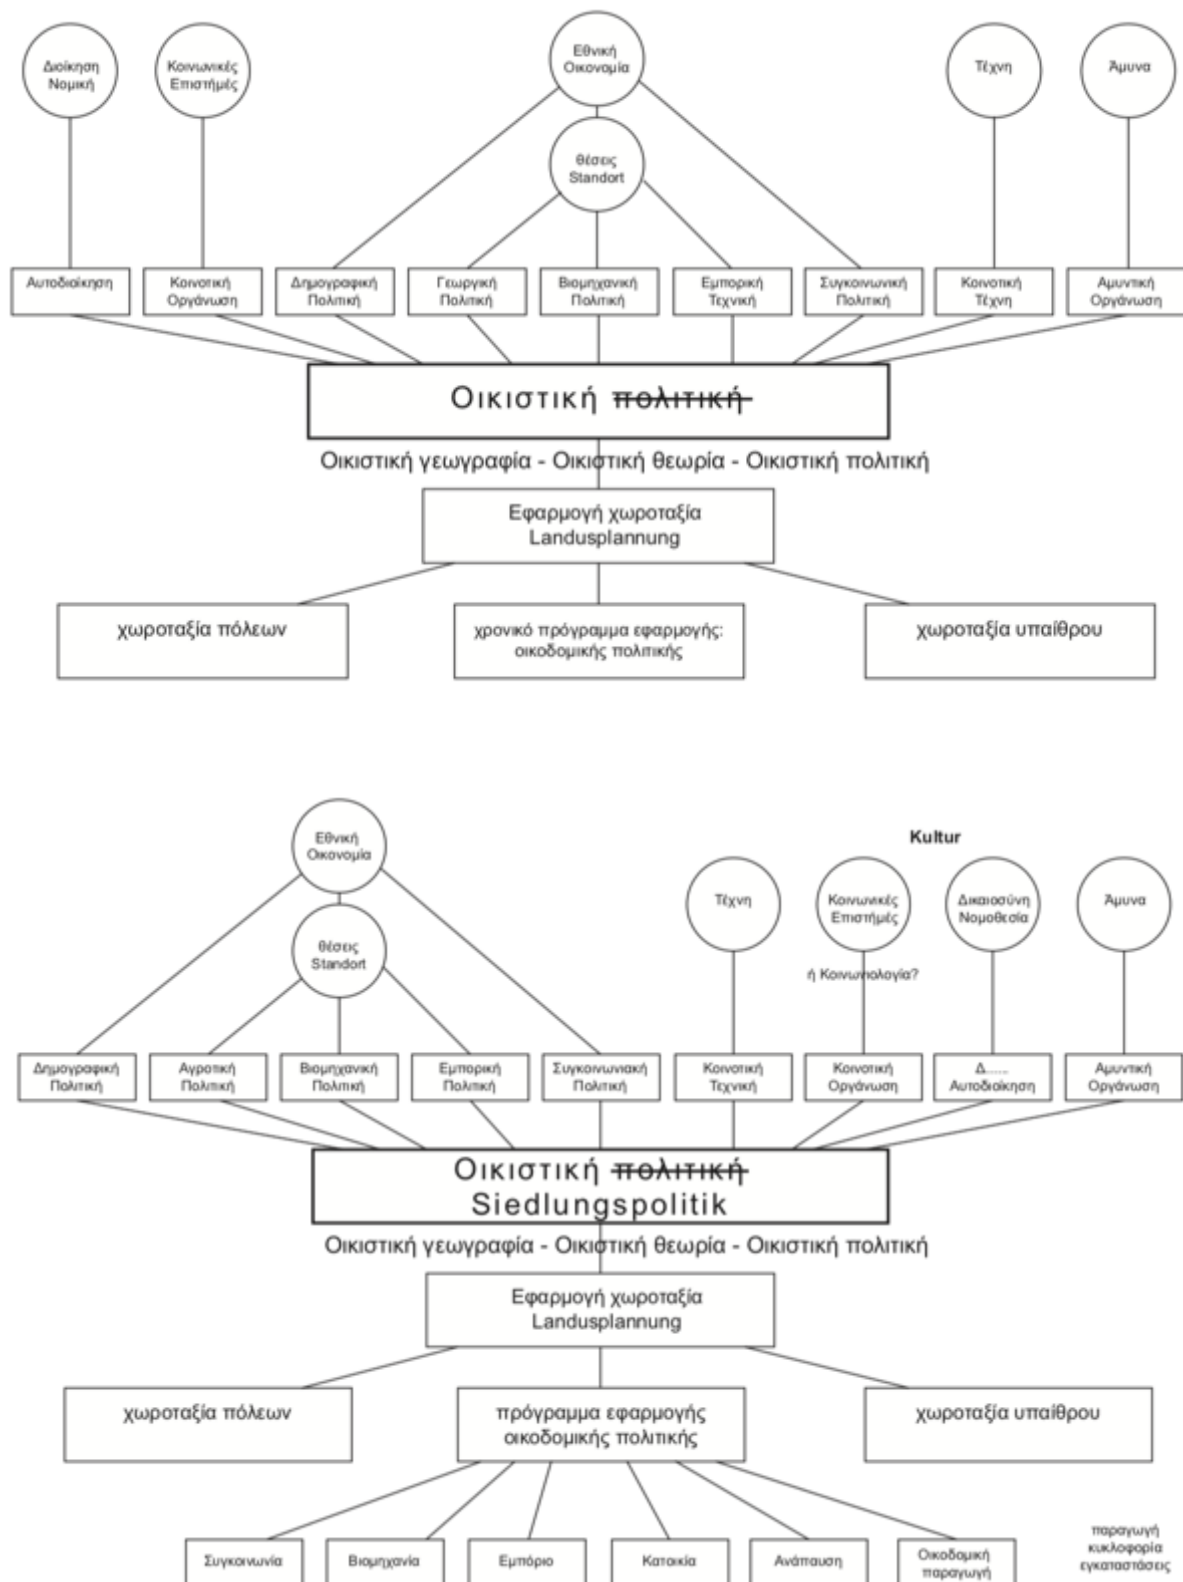 Διοίκηση
Νομική
Κοινωνικές
Επιστήμές
Εθνική
Οικονομία
Τέχνη
Άμυνα
θέσεις
Standort
Αυτοδιοίκηση
Κοινοτική
Οργάνωση
Δημογραφική
Πολιτική
Γεωργική
Πολιτική
Βιομηχανική
Πολιτική
Εμπορική
Τεχνική
Συγκοινωνική
Πολιτική
Κοινοτική
Τέχνη
Αμυντική
Οργάνωση
Οικιστική πολιτική
Οικιστική γεωγραφία - Οικιστική θεωρία - Οικιστική πολιτική
Εφαρμογή χωροταξία
Landusplannung
χωροταξία πόλεων
χρονικό πρόγραμμα εφαρμογής:
οικοδομικής πολιτικής
χωροταξία υπαίθρου
Εθνική
Οικονομία
Kultur
Τέχνη
Κοινωνικές
Επιστήμές
Δικαιοσύνη
Νομοθεσία
Άμυνα
θέσεις
Standort
ή Κοινωνιολογία?
Δημογραφική
Πολιτική
Αγροτική
Πολιτική
Βιομηχανική
Πολιτική
Εμπορική
Πολιτική
Συγκοινωνιακή
Πολιτική
Κοινοτική
Τεχνική
Κοινοτική
Οργάνωση
Δ......
Αυτοδιοίκηση
Αμυντική
Οργάνωση
Οικιστική πολιτική
Siedlungspolitik
Οικιστική γεωγραφία - Οικιστική θεωρία - Οικιστική πολιτική
Εφαρμογή χωροταξία
Landusplannung
χωροταξία πόλεων
πρόγραμμα εφαρμογής
οικοδομικής πολιτικής
χωροταξία υπαίθρου
Συγκοινωνία
Βιομηχανία
Εμπόριο
Κατοικία
Ανάπαυση
Οικοδομική
παραγωγή
παραγωγή
κυκλοφορία
εγκαταστάσεις